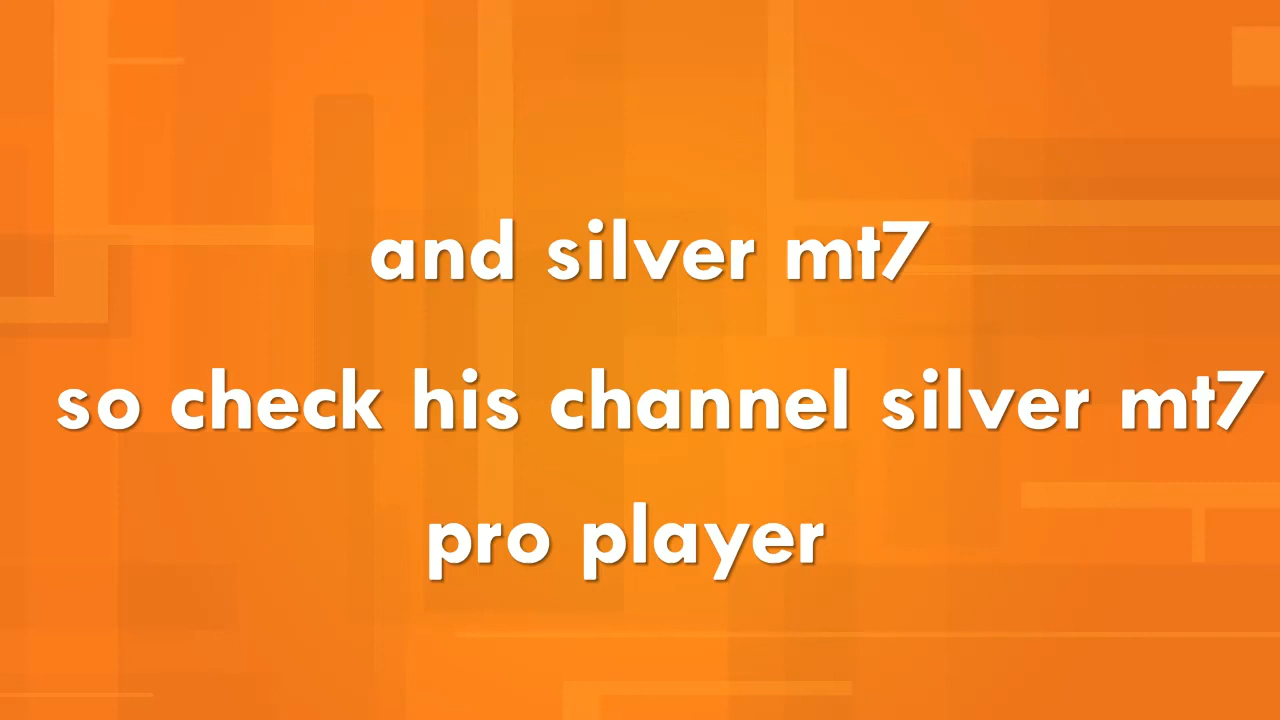 and silver mt7
so check his channel silver mt7
pro player